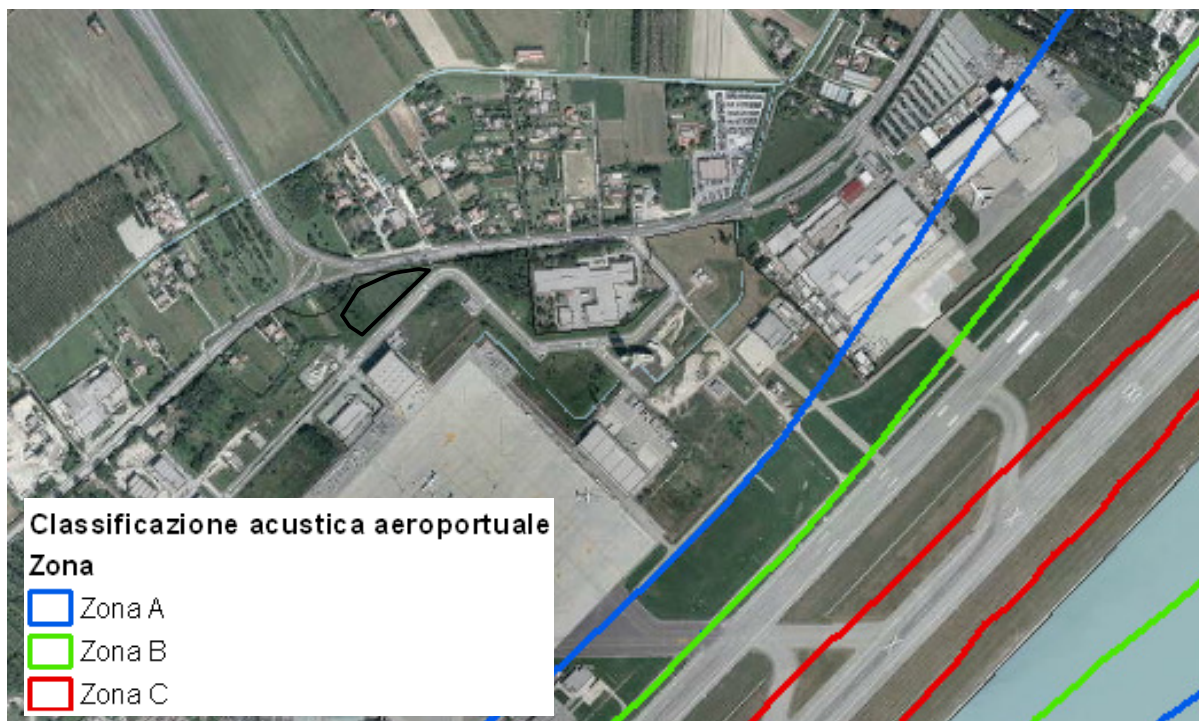 Classificazione acustica aeroportuale
Zona
Zona A
Zona B
Zona C